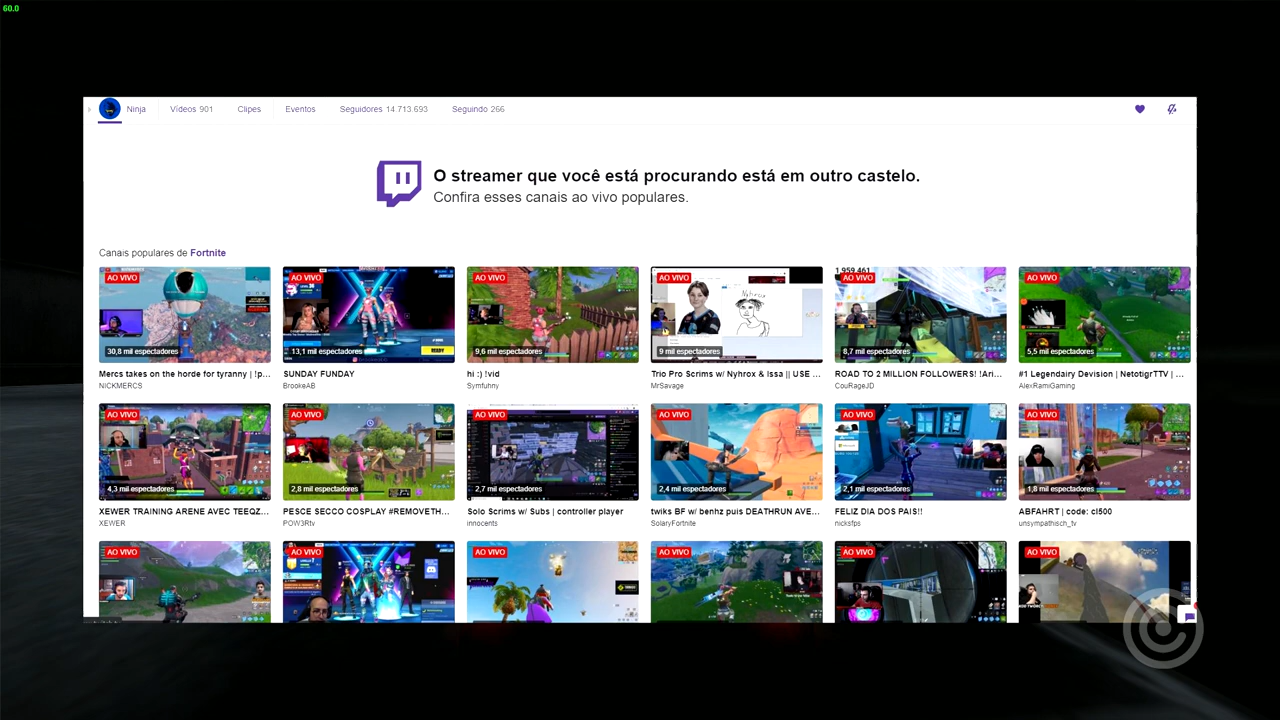 60.0
Ninja Vídeos 901 Clipes Eventos Seguidores 14 713.693 Seguindo 266
O streamer que você está procurando está em outro castelo.
Confira esses canais ao vivo populares.
Canais populares de Fortnite
AO VIVO AO VIVO AO VIVO AO VIVO 1 959 461 AO VIVO AO VIVO
Nyhrox
READY
30,8 mil espectadores 13,1 mil espectadores 9,6 mil espectadores 9 mil espectadores 8,7 mil espectadores 5,5 mil espectadores
Mercs takes on the horde for tyranny | !p... SUNDAY FUNDAY hi :) !vid Trio Pro Scrims w/ Nyhrox & Issa || USE ... ROAD TO 2 MILLION FOLLOWERS! !Ari... #1 Legendairy Devision | NetotigrTTV | ...
NICKMERCS BrookeAB Symfuhny MrSavage CouRageJD AlexRamiGaming
AO VIVO AO VIVO AO VIVO AO VIVO AO VIVO AO VIVO
4,3 mil espectadores 2,8 mil espectadores 2,7 mil espectadores 2,4 mil espectadores 2,1 mil espectadores 1,8 mil espectadores
XEWER TRAINING ARENE AVEC TEEQZ... PESCE SECCO COSPLAY #REMOVETH... Solo Scrims w/ Subs | controller player twiks BF w/ benhz puis DEATHRUN AVE... FELIZ DIA DOS PAIS!! ABFAHRT | code: cl500
XEWER POW3Rtv innocents SolaryFortnite nicksfps unsympathisch_tv
AO VIVO AO VIVO AO VIVO AO VIVO AO VIVO AO VIVO